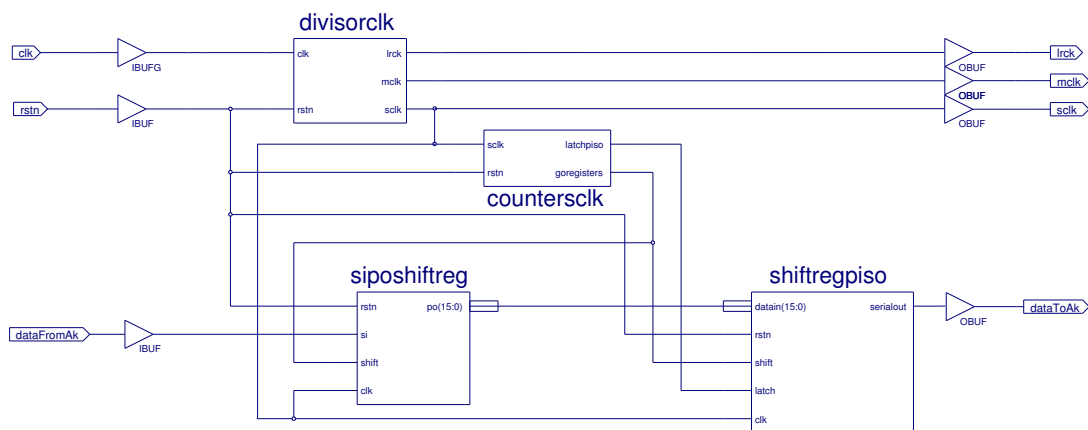 divisorclk
clk
IBUFG
clk
lrck
OBUF
lrck
mclk
OBUF
mclk
rstn
IBUF
rstn
sclk
OBUF
sclk
sclk
latchpiso
rstn
goregisters
countersclk
siposhiftreg
shiftregpiso
rstn
po(15:0)
datain(15:0)
serialout
OBUF
dataToAk
dataFromAk
IBUF
si
rstn
shift
shift
clk
latch
clk